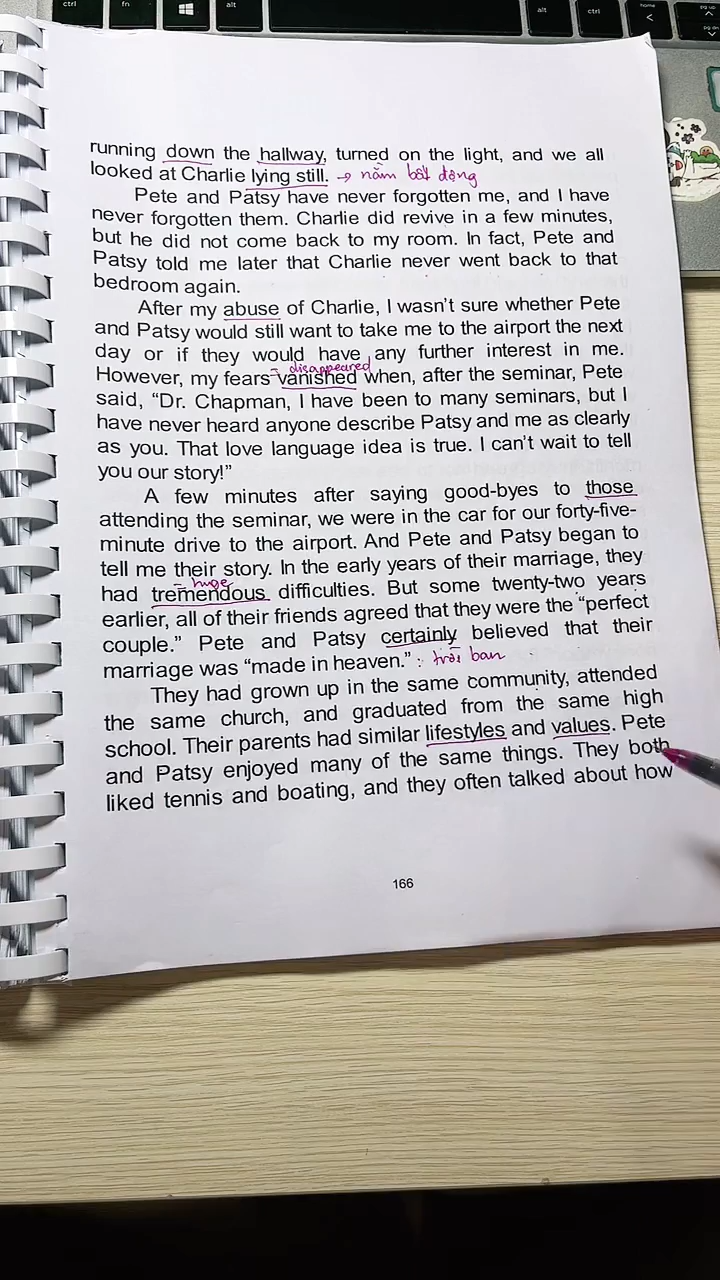 ctrl fn alt alt ctrl home < pg up pg dn
running down the hallway, turned on the light, and we all
looked at Charlie lying still. → nằm bất động
Pete and Patsy have never forgotten me, and I have
never forgotten them. Charlie did revive in a few minutes,
but he did not come back to my room. In fact, Pete and
Patsy told me later that Charlie never went back to that
bedroom again.
After my abuse of Charlie, I wasn't sure whether Pete
and Patsy would still want to take me to the airport the next
day or if they would have any further interest in me.
= disappeared
However, my fears vanished when, after the seminar, Pete
said, “Dr. Chapman, I have been to many seminars, but I
have never heard anyone describe Patsy and me as clearly
as you. That love language idea is true. I can't wait to tell
you our story!”
A few minutes after saying good-byes to those
attending the seminar, we were in the car for our forty-five-
minute drive to the airport. And Pete and Patsy began to
tell me their story. In the early years of their marriage, they
= huge
had tremendous difficulties. But some twenty-two years
earlier, all of their friends agreed that they were the “perfect
couple.” Pete and Patsy certainly believed that their
marriage was “made in heaven.” : trời ban
They had grown up in the same community, attended
the same church, and graduated from the same high
school. Their parents had similar lifestyles and values. Pete
and Patsy enjoyed many of the same things. They both
liked tennis and boating, and they often talked about how
166